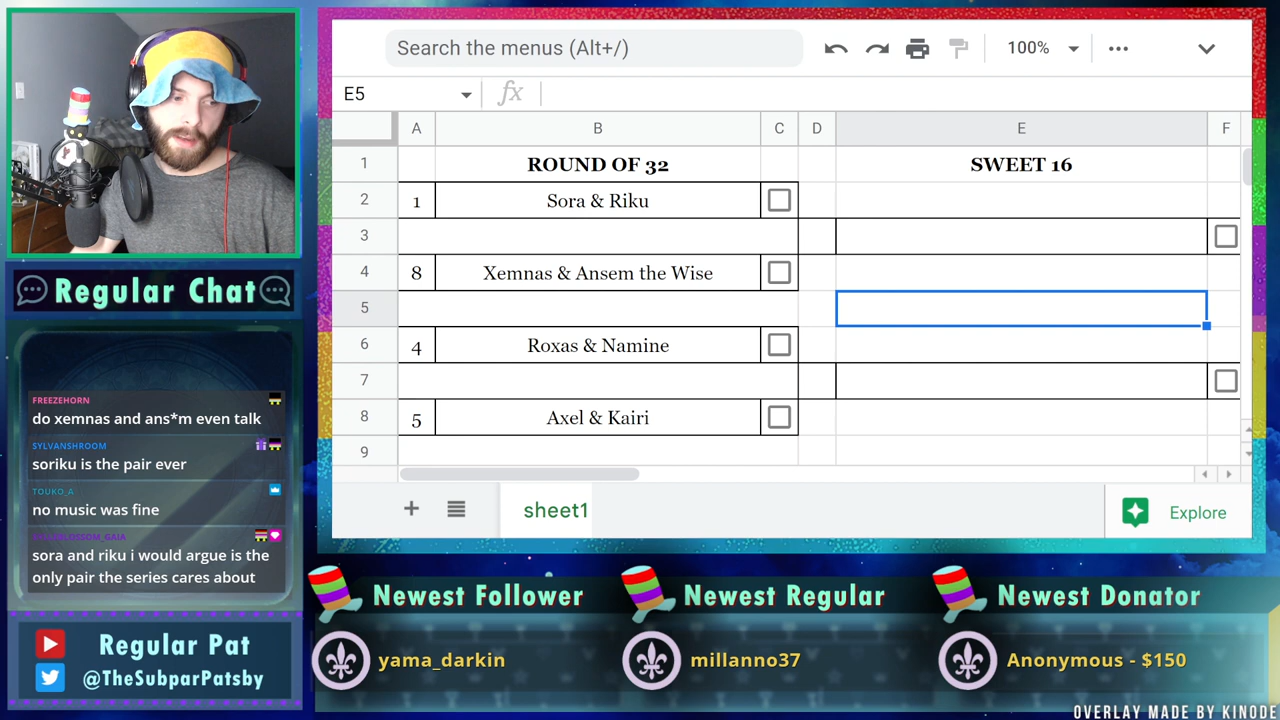 Search the menus (Alt+/)
100%
E5
fx
A B C D E F
1 ROUND OF 32 SWEET 16
2 1 Sora & Riku
3
4 8 Xemnas & Ansem the Wise
5
6 4 Roxas & Namine
7
8 5 Axel & Kairi
9
sheet1
Explore
Regular Chat
FREEZEHORN
do xemnas and ans*m even talk
SYLVANSHROOM
soriku is the pair ever
TOUKO_A
no music was fine
sora and riku i would argue is the
only pair the series cares about
Regular Pat
@TheSubparPatsby
Newest Follower
yama_darkin
Newest Regular
millanno37
Newest Donator
Anonymous - $150
OVERLAY MADE BY KINODE